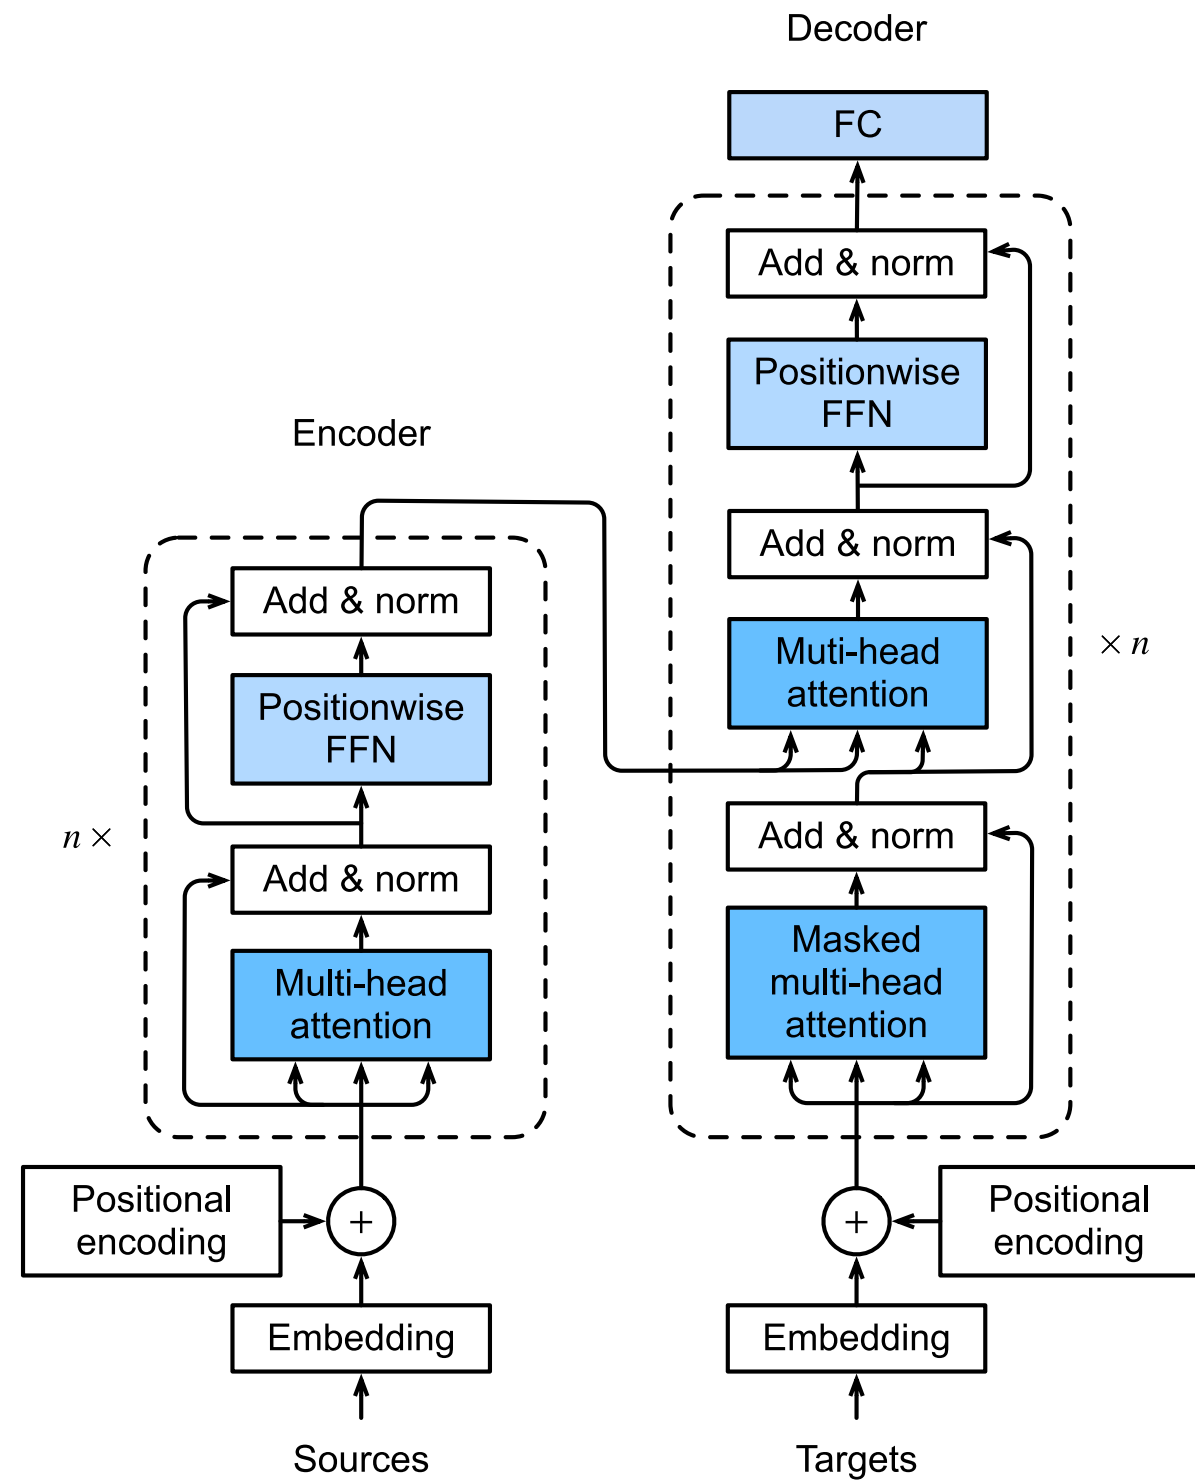 Decoder
FC
Add & norm
Positionwise
FFN
Add & norm
Muti-head
attention
× n
Add & norm
Masked
multi-head
attention
Positional
encoding
+
Embedding
Targets
Encoder
Add & norm
Positionwise
FFN
n ×
Add & norm
Multi-head
attention
Positional
encoding
+
Embedding
Sources